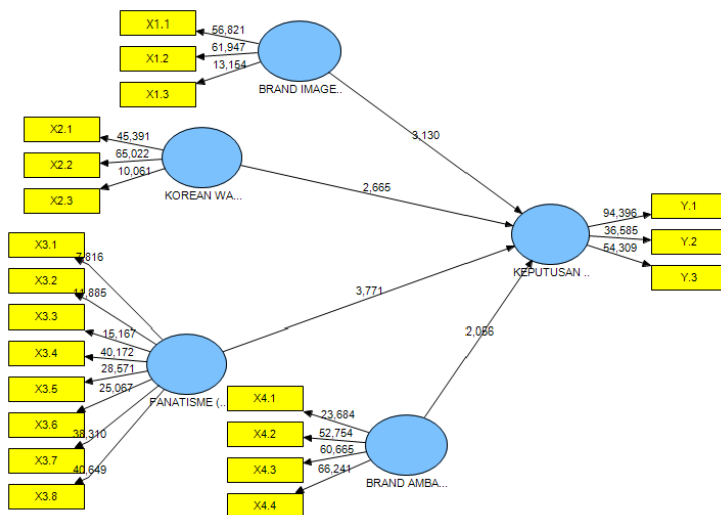 X1.1
56,821
X1.2
61,947
X1.3
13,154
BRAND IMAGE..
3,130
X2.1
45,391
X2.2
65,022
X2.3
10,061
KOREAN WA...
2,665
X3.1
7,816
X3.2
11,885
X3.3
15,167
X3.4
40,172
X3.5
28,571
X3.6
25,067
X3.7
38,310
X3.8
40,649
FANATISME (..
3,771
X4.1
23,684
X4.2
52,754
X4.3
60,665
X4.4
66,241
BRAND AMBA...
KEPUTUSAN ..
Y.1
94,396
Y.2
36,585
Y.3
54,309